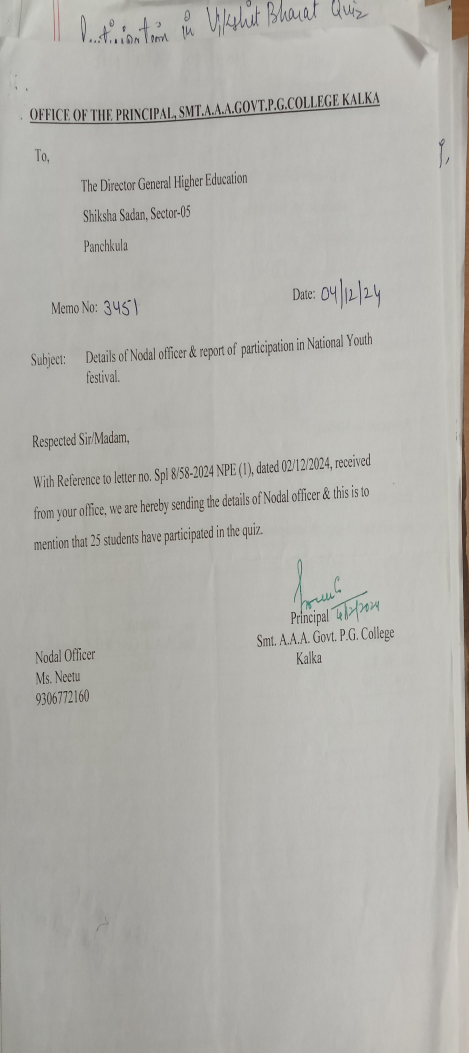 in Vikshit Bharat Quiz
OFFICE OF THE PRINCIPAL, SMT.A.A.A.GOVT.P.G.COLLEGE KALKA
To,
The Director General Higher Education
Shiksha Sadan, Sector-05
Panchkula
Memo No: 3451
Date: 04/12/24
Subject: Details of Nodal officer & report of participation in National Youth
festival.
Respected Sir/Madam,
With Reference to letter no. Spl 8/58-2024 NPE (1), dated 02/12/2024, received
from your office, we are hereby sending the details of Nodal officer & this is to
mention that 25 students have participated in the quiz.
Principal
Smt. A.A.A. Govt. P.G. College
Kalka
Nodal Officer
Ms. Neetu
9306772160